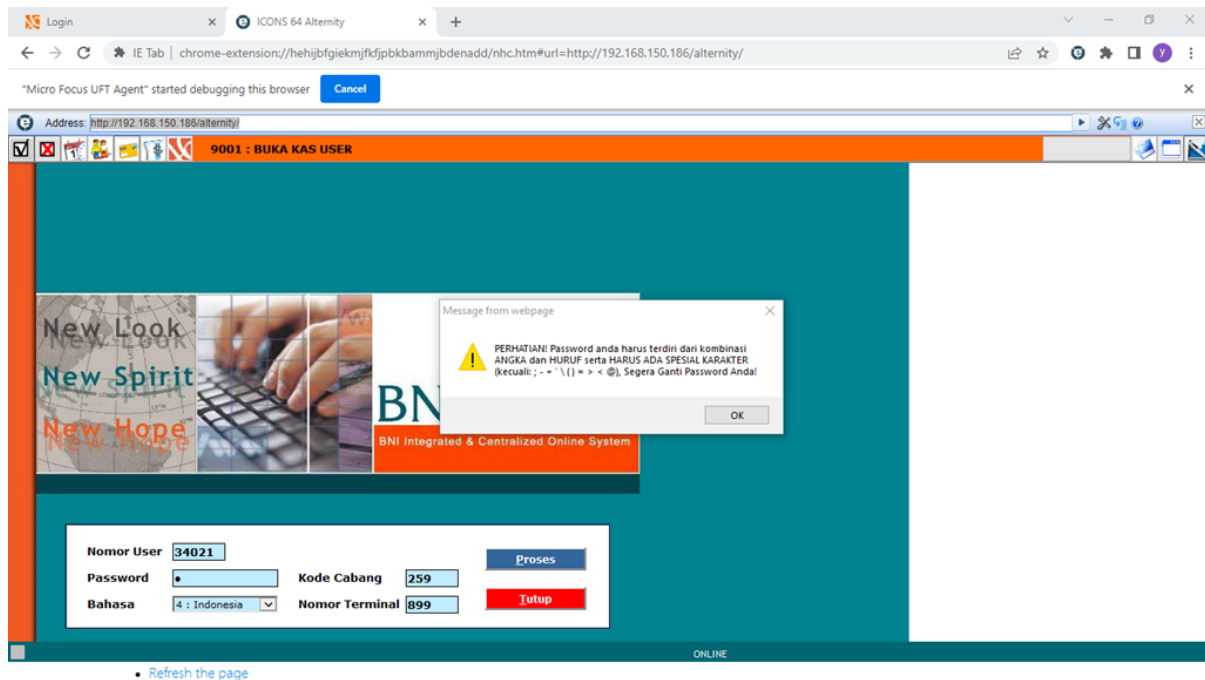 Login
ICONS 64 Alternity
IE Tab | chrome-extension://hehijbfgiekmjfkfjpbkbammjbdenadd/nhc.htm#url=http://192.168.150.186/alternity/
y
"Micro Focus UFT Agent" started debugging this browser Cancel
Address: http://192.168.150.186/alternity/
9001 : BUKA KAS USER
New Look
New Spirit
New Hope
BN
BNI Integrated & Centralized Online System
Message from webpage
PERHATIAN! Password anda harus terdiri dari kombinasi
ANGKA dan HURUF serta HARUS ADA SPESIAL KARAKTER
(kecuali: ; - + ' \ ( ) = > < @), Segera Ganti Password Anda!
OK
Nomor User 34021
Proses
Password Kode Cabang 259
Bahasa 4 : Indonesia Nomor Terminal 899
Tutup
ONLINE
• Refresh the page